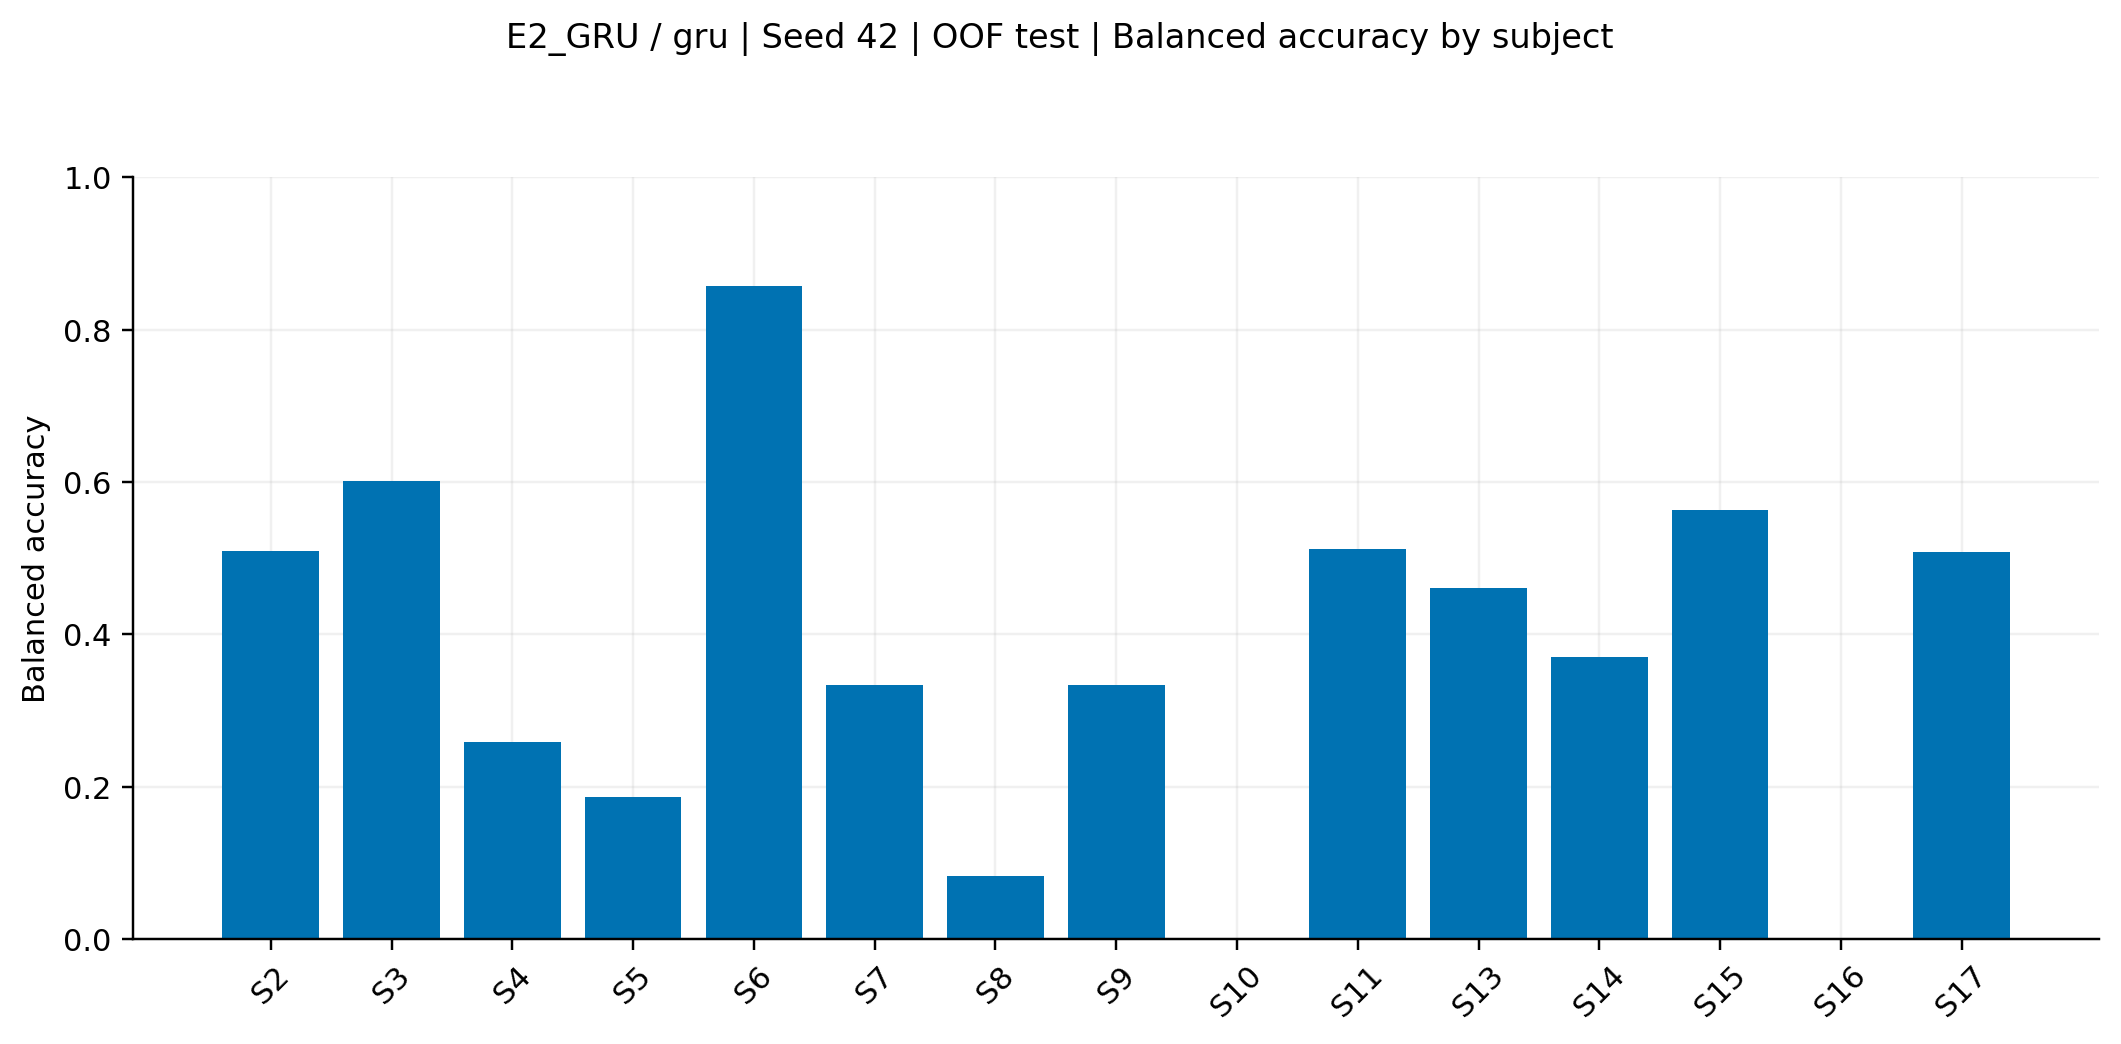 E2_GRU / gru | Seed 42 | OOF test | Balanced accuracy by subject
Balanced accuracy
1.0
0.8
0.6
0.4
0.2
0.0
S2
S3
S4
S5
S6
S7
S8
S9
S10
S11
S13
S14
S15
S16
S17